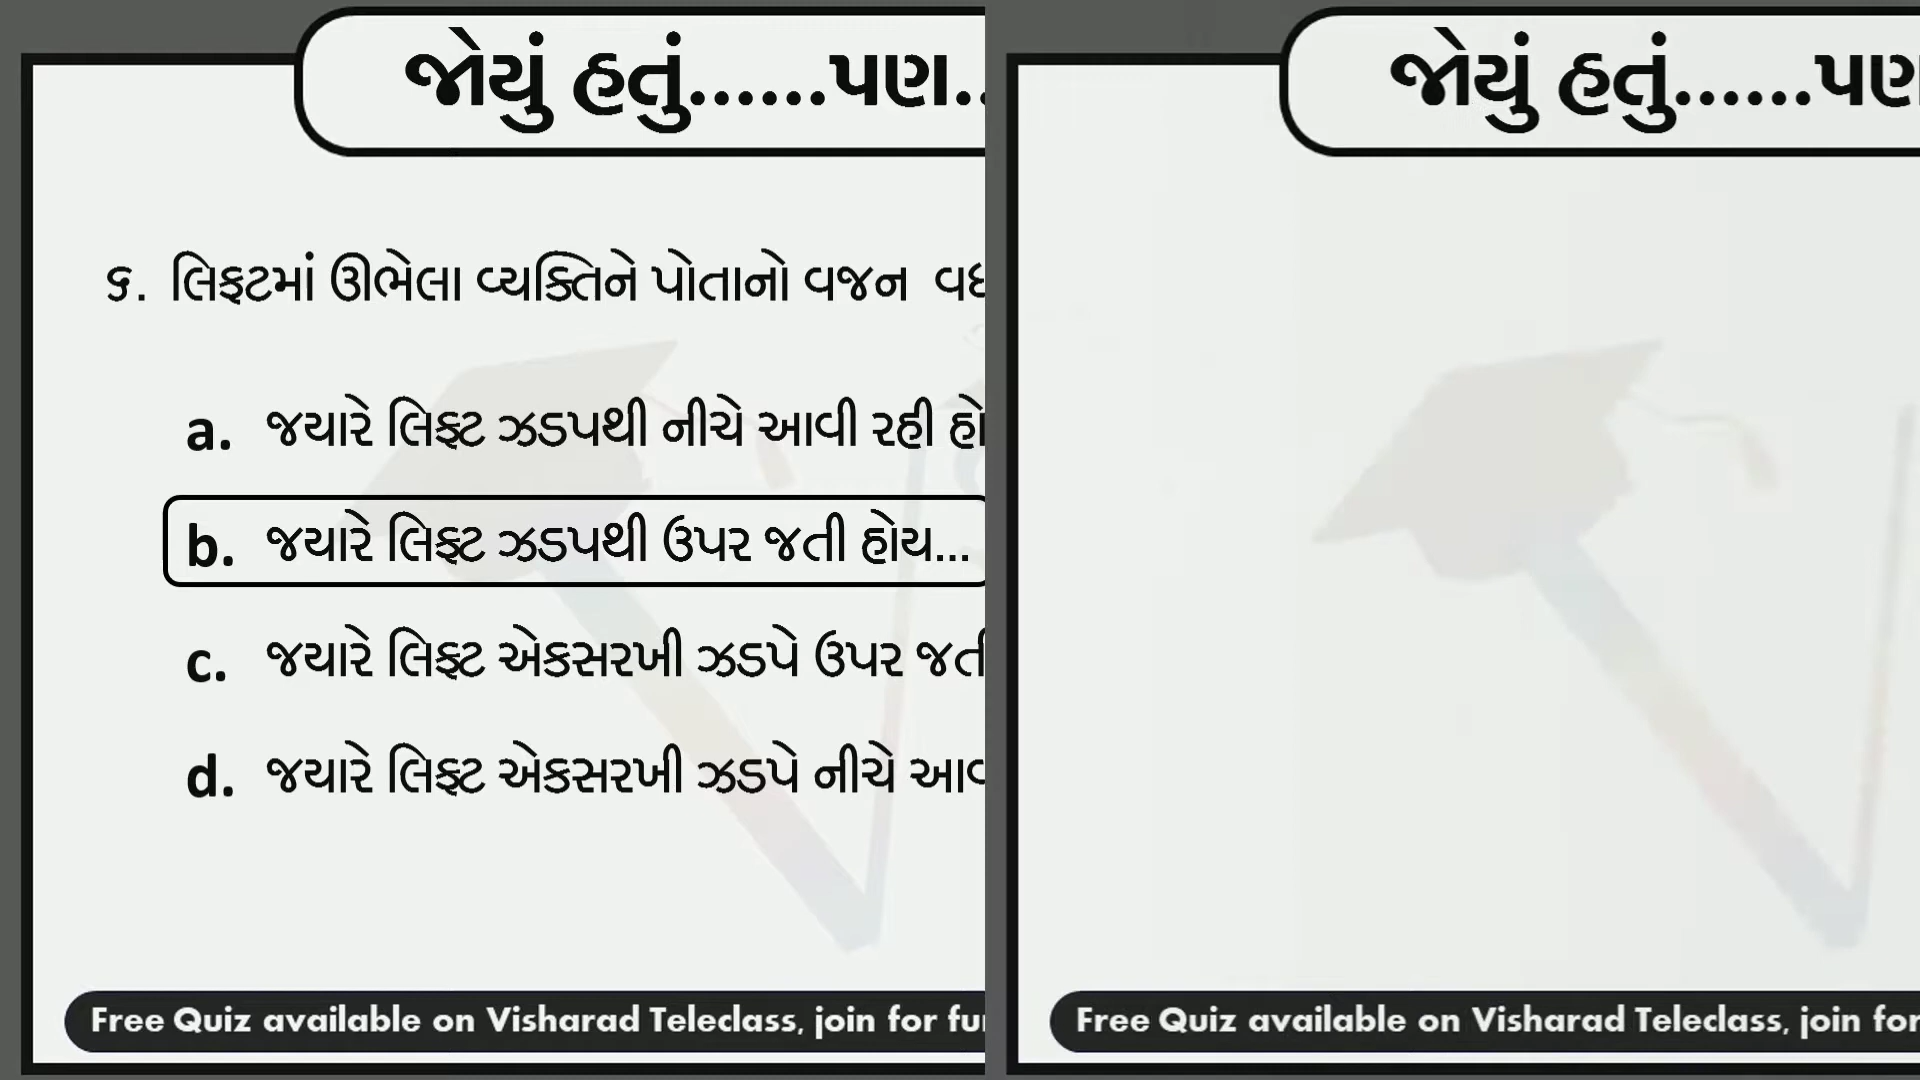 જોયું હતું......પણ..
૬. લિફ્ટમાં ઊભેલા વ્યક્તિને પોતાનો વજન
a. જયારે લિફ્ટ ઝડપથી નીચે આવી રહી
b. જયારે લિફ્ટ ઝડપથી ઉપર જતી હોય...
c. જયારે લિફ્ટ એકસરખી ઝડપે ઉપર
d. જયારે લિફ્ટ એકસરખી ઝડપે નીચે
Free Quiz available on Visharad Teleclass, join for
જોયું હતું......પણ
Free Quiz available on Visharad Teleclass, join for